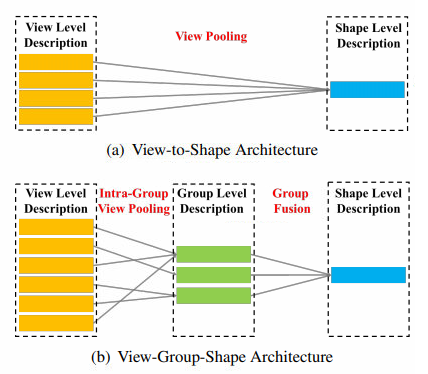 View Level
Description
View Pooling
Shape Level
Description
(a) View-to-Shape Architecture
View Level
Description
Intra-Group
View Pooling
Group Level
Description
Group
Fusion
Shape Level
Description
(b) View-Group-Shape Architecture